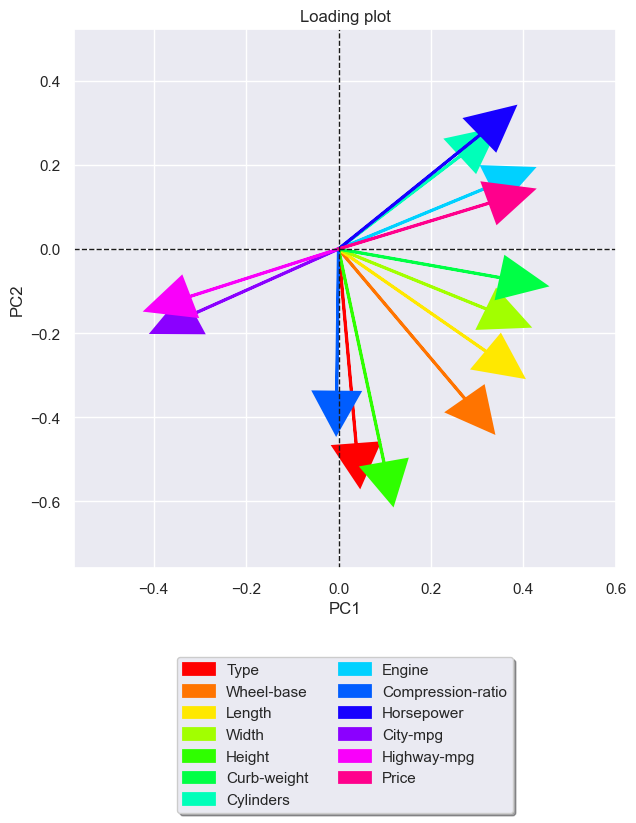 Loading plot
0.4
0.2
0.0
−0.2
−0.4
−0.6
PC2
−0.4
−0.2
0.0
0.2
0.4
0.6
PC1
Type
Wheel-base
Length
Width
Height
Curb-weight
Cylinders
Engine
Compression-ratio
Horsepower
City-mpg
Highway-mpg
Price